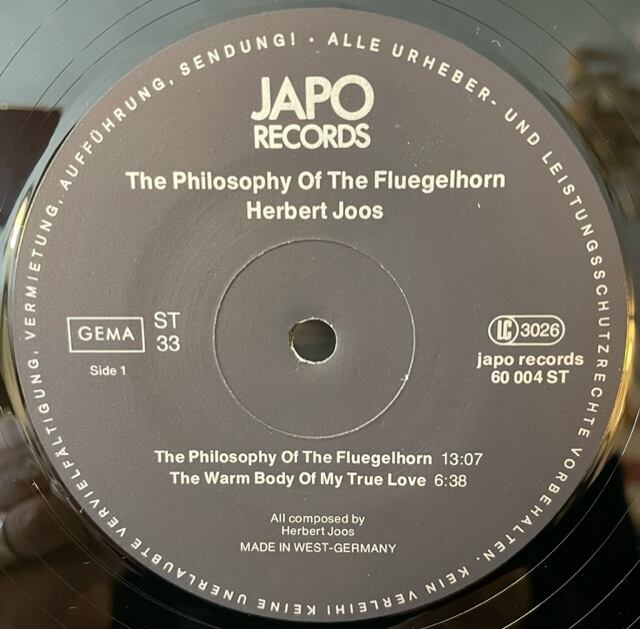 ALLE URHEBER- UND LEISTUNGSSCHUTZRECHTE VORBEHALTEN. KEIN VERLEIH! KEINE UNERLAUBTE VERVIELFÄLTIGUNG, VERMIETUNG, AUFFÜHRUNG, SENDUNG! ·
JAPO
RECORDS
The Philosophy Of The Fluegelhorn
Herbert Joos
GEMA
ST
33
Side 1
LC 3026
japo records
60 004 ST
The Philosophy Of The Fluegelhorn 13:07
The Warm Body Of My True Love 6:38
All composed by
Herbert Joos
MADE IN WEST-GERMANY